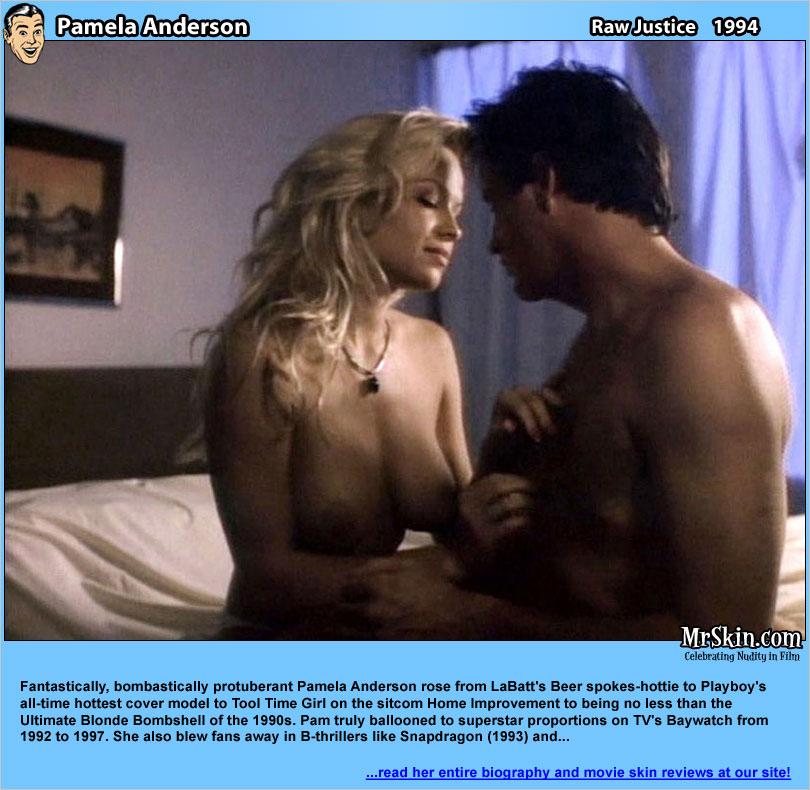 Pamela Anderson
Raw Justice 1994
MrSkin.com
Celebrating Nudity in Film
Fantastically, bombastically protuberant Pamela Anderson rose from LaBatt's Beer spokes-hottie to Playboy's
all-time hottest cover model to Tool Time Girl on the sitcom Home Improvement to being no less than the
Ultimate Blonde Bombshell of the 1990s. Pam truly ballooned to superstar proportions on TV's Baywatch from
1992 to 1997. She also blew fans away in B-thrillers like Snapdragon (1993) and...
...read her entire biography and movie skin reviews at our site!